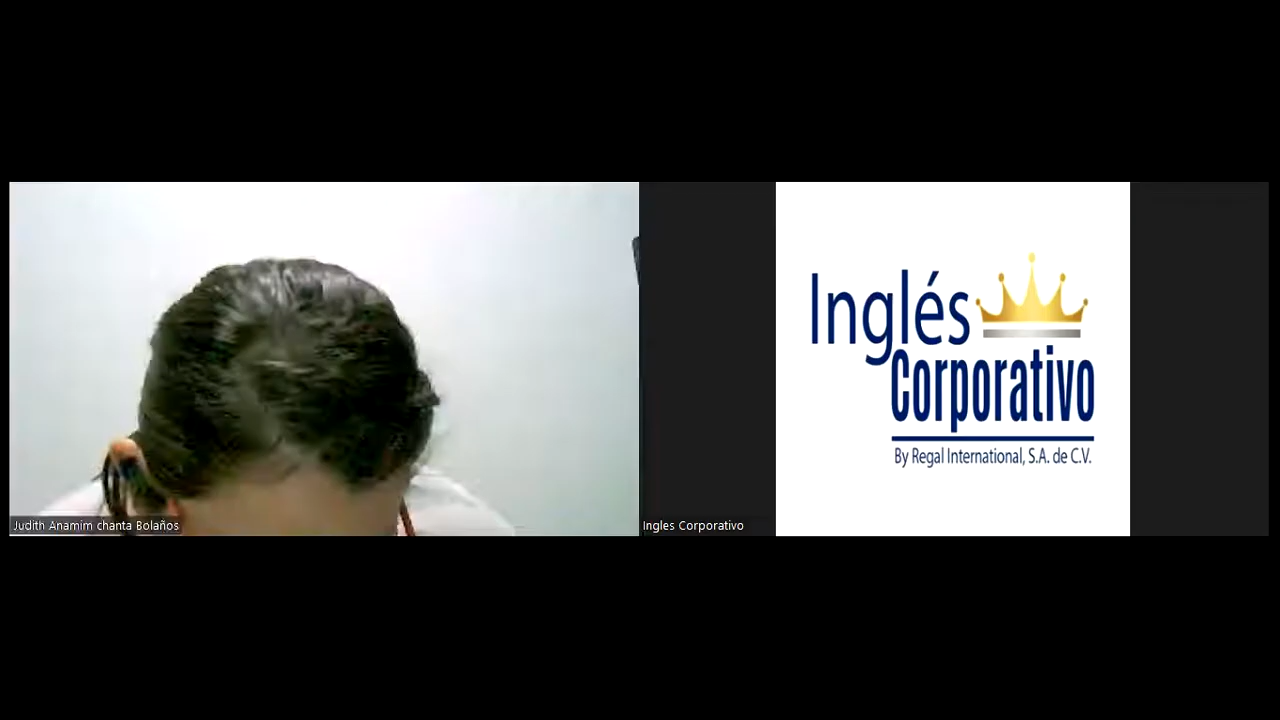 Inglés
Corporativo
By Regal International, S.A. de C.V.
Judith Anamim chanta Bolaños
Ingles Corporativo